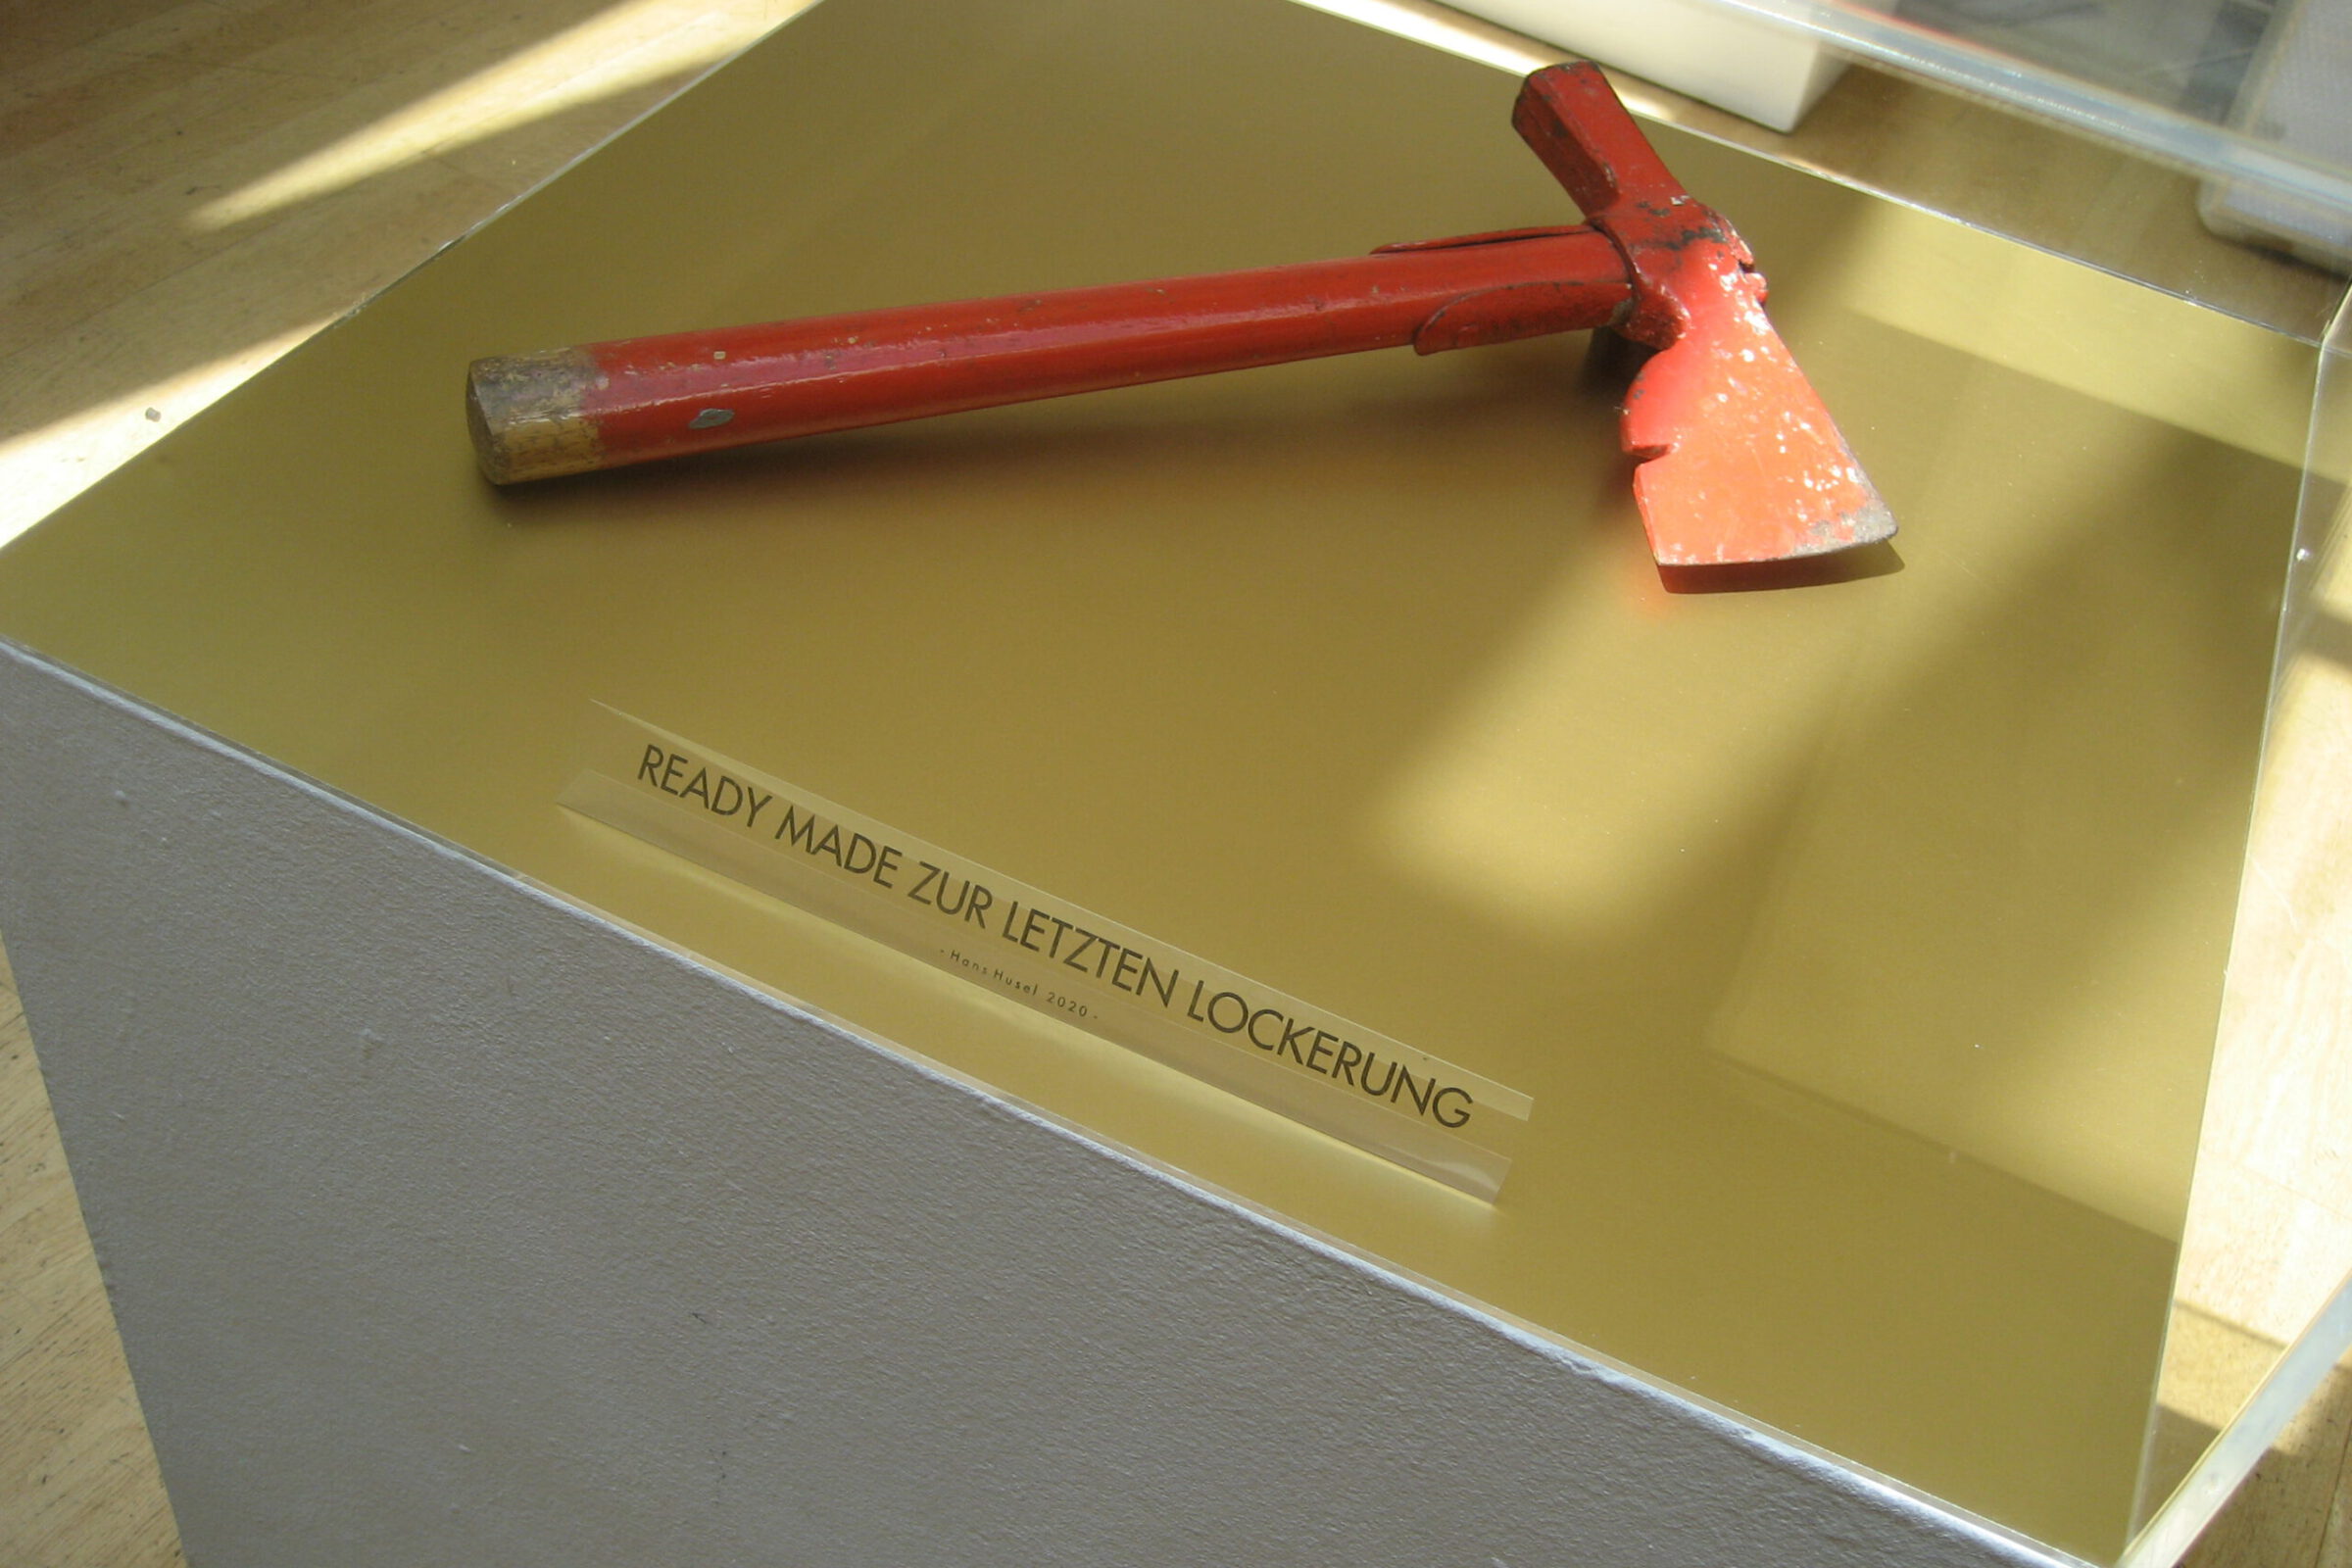 READY MADE ZUR LETZTEN LOCKERUNG
- Hans Husel 2020 -